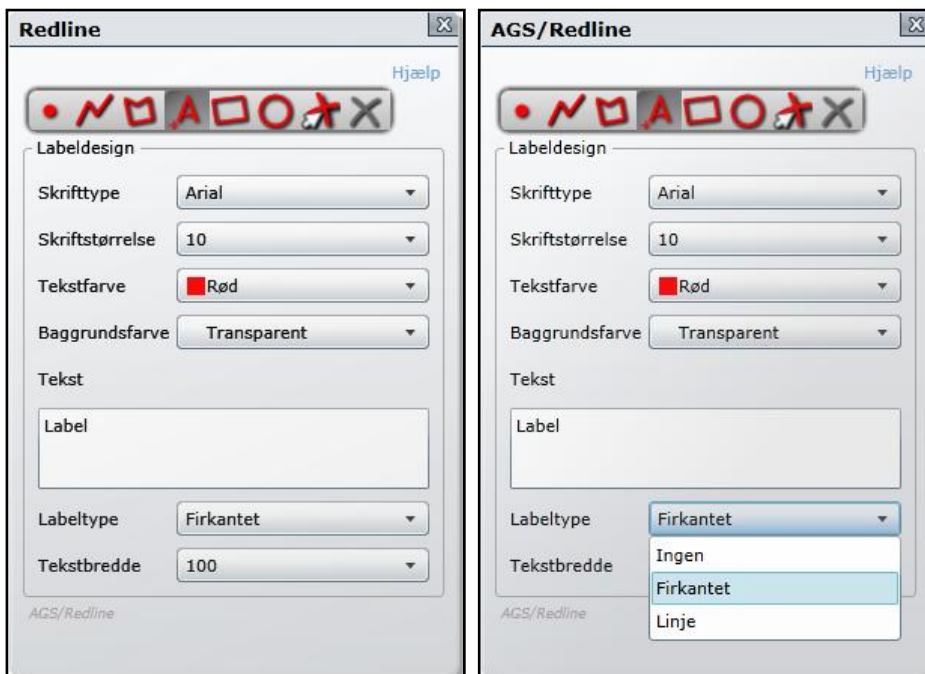 Redline
Hjælp
A
Labeldesign
Skrifttype Arial
Skriftstørrelse 10
Tekstfarve Rød
Baggrundsfarve Transparent
Tekst
Label
Labeltype Firkantet
Tekstbredde 100
AGS/Redline
AGS/Redline
Hjælp
A
Labeldesign
Skrifttype Arial
Skriftstørrelse 10
Tekstfarve Rød
Baggrundsfarve Transparent
Tekst
Label
Labeltype Firkantet
Ingen
Tekstbredde
Firkantet
Linje
AGS/Redline